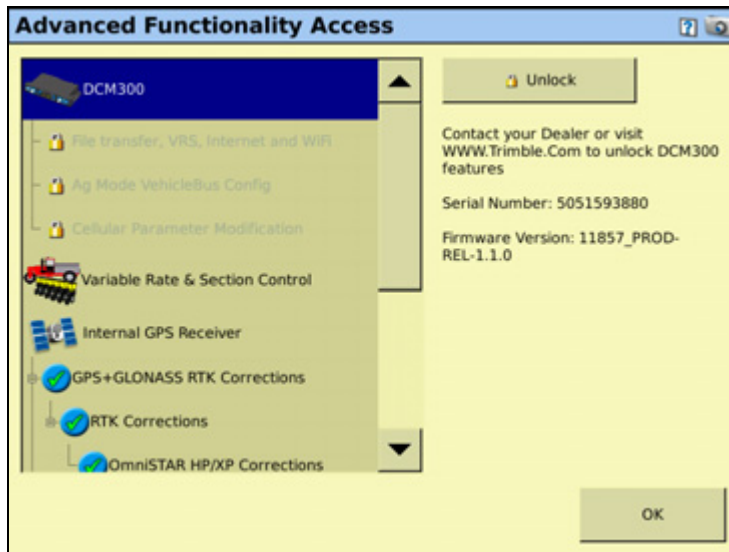 Advanced Functionality Access
DCM300
File transfer, VRS, Internet and WiFi
Ag Mode VehicleBus Config
Cellular Parameter Modification
Variable Rate & Section Control
Internal GPS Receiver
GPS+GLONASS RTK Corrections
RTK Corrections
OmniSTAR HP/XP Corrections
Unlock
Contact your Dealer or visit
WWW.Trimble.Com to unlock DCM300
features
Serial Number: 5051593880
Firmware Version: 11857_PROD-
REL-1.1.0
OK